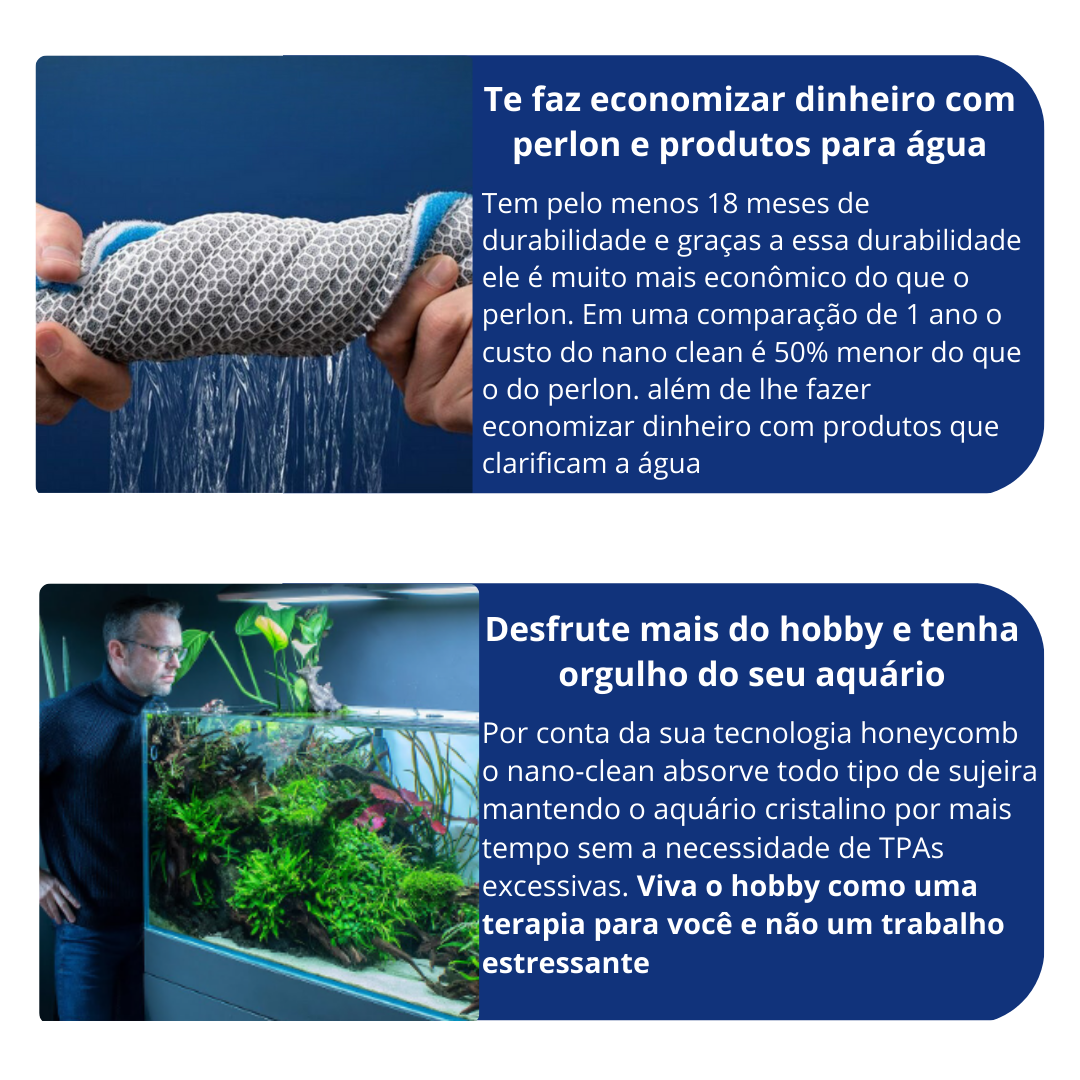 Te faz economizar dinheiro com
perlon e produtos para água
Tem pelo menos 18 meses de
durabilidade e graças a essa durabilidade
ele é muito mais econômico do que o
perlon. Em uma comparação de 1 ano o
custo do nano clean é 50% menor do que
o do perlon. além de lhe fazer
economizar dinheiro com produtos que
clarificam a água
Desfrute mais do hobby e tenha
orgulho do seu aquário
Por conta da sua tecnologia honeycomb
o nano-clean absorve todo tipo de sujeira
mantendo o aquário cristalino por mais
tempo sem a necessidade de TPAs
excessivas. Viva o hobby como uma
terapia para você e não um trabalho
estressante